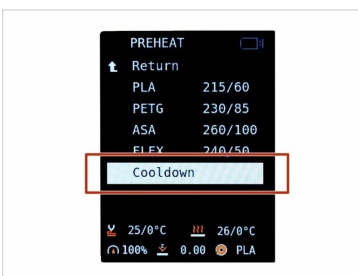 PREHEAT
Return
PLA 215/60
PETG 230/85
ASA 260/100
FLEX 240/50
Cooldown
25/0°C 26/0°C
100% 0.00 PLA